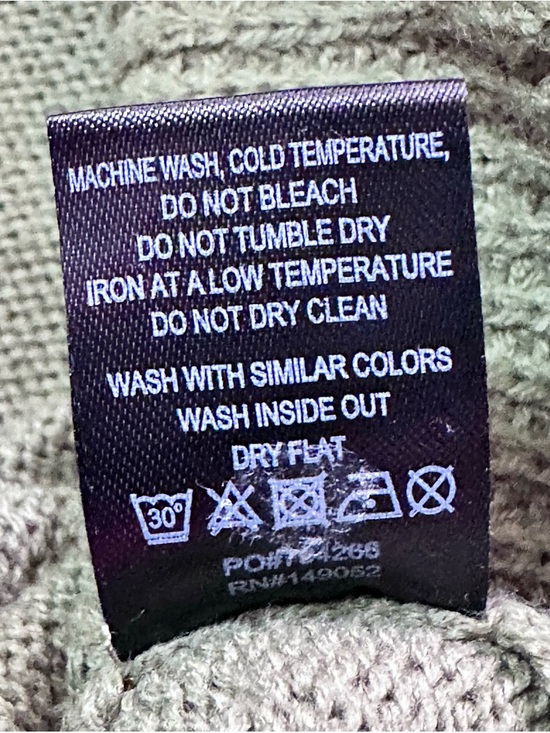 MACHINE WASH, COLD TEMPERATURE,
DO NOT BLEACH
DO NOT TUMBLE DRY
IRON AT A LOW TEMPERATURE
DO NOT DRY CLEAN
WASH WITH SIMILAR COLORS
WASH INSIDE OUT
DRY FLAT
30°
RN#149052